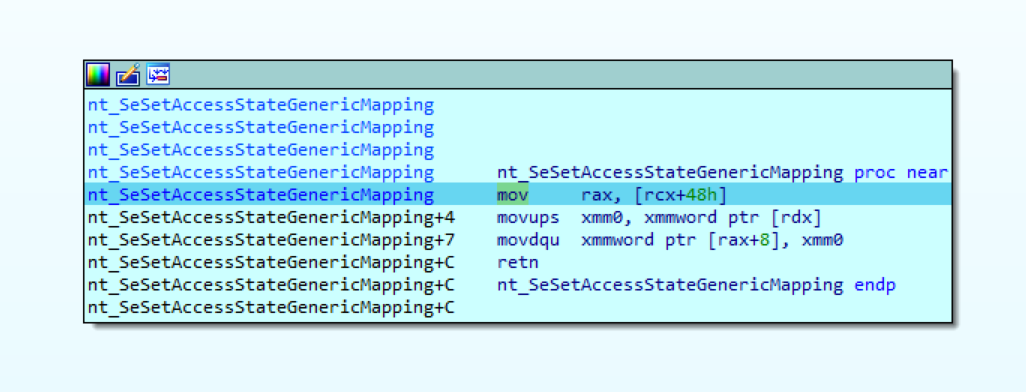 nt_SeSetAccessStateGenericMapping
nt_SeSetAccessStateGenericMapping
nt_SeSetAccessStateGenericMapping
nt_SeSetAccessStateGenericMapping nt_SeSetAccessStateGenericMapping proc near
nt_SeSetAccessStateGenericMapping mov rax, [rcx+48h]
nt_SeSetAccessStateGenericMapping+4 movups xmm0, xmmword ptr [rdx]
nt_SeSetAccessStateGenericMapping+7 movdqu xmmword ptr [rax+8], xmm0
nt_SeSetAccessStateGenericMapping+C retn
nt_SeSetAccessStateGenericMapping+C nt_SeSetAccessStateGenericMapping endp
nt_SeSetAccessStateGenericMapping+C